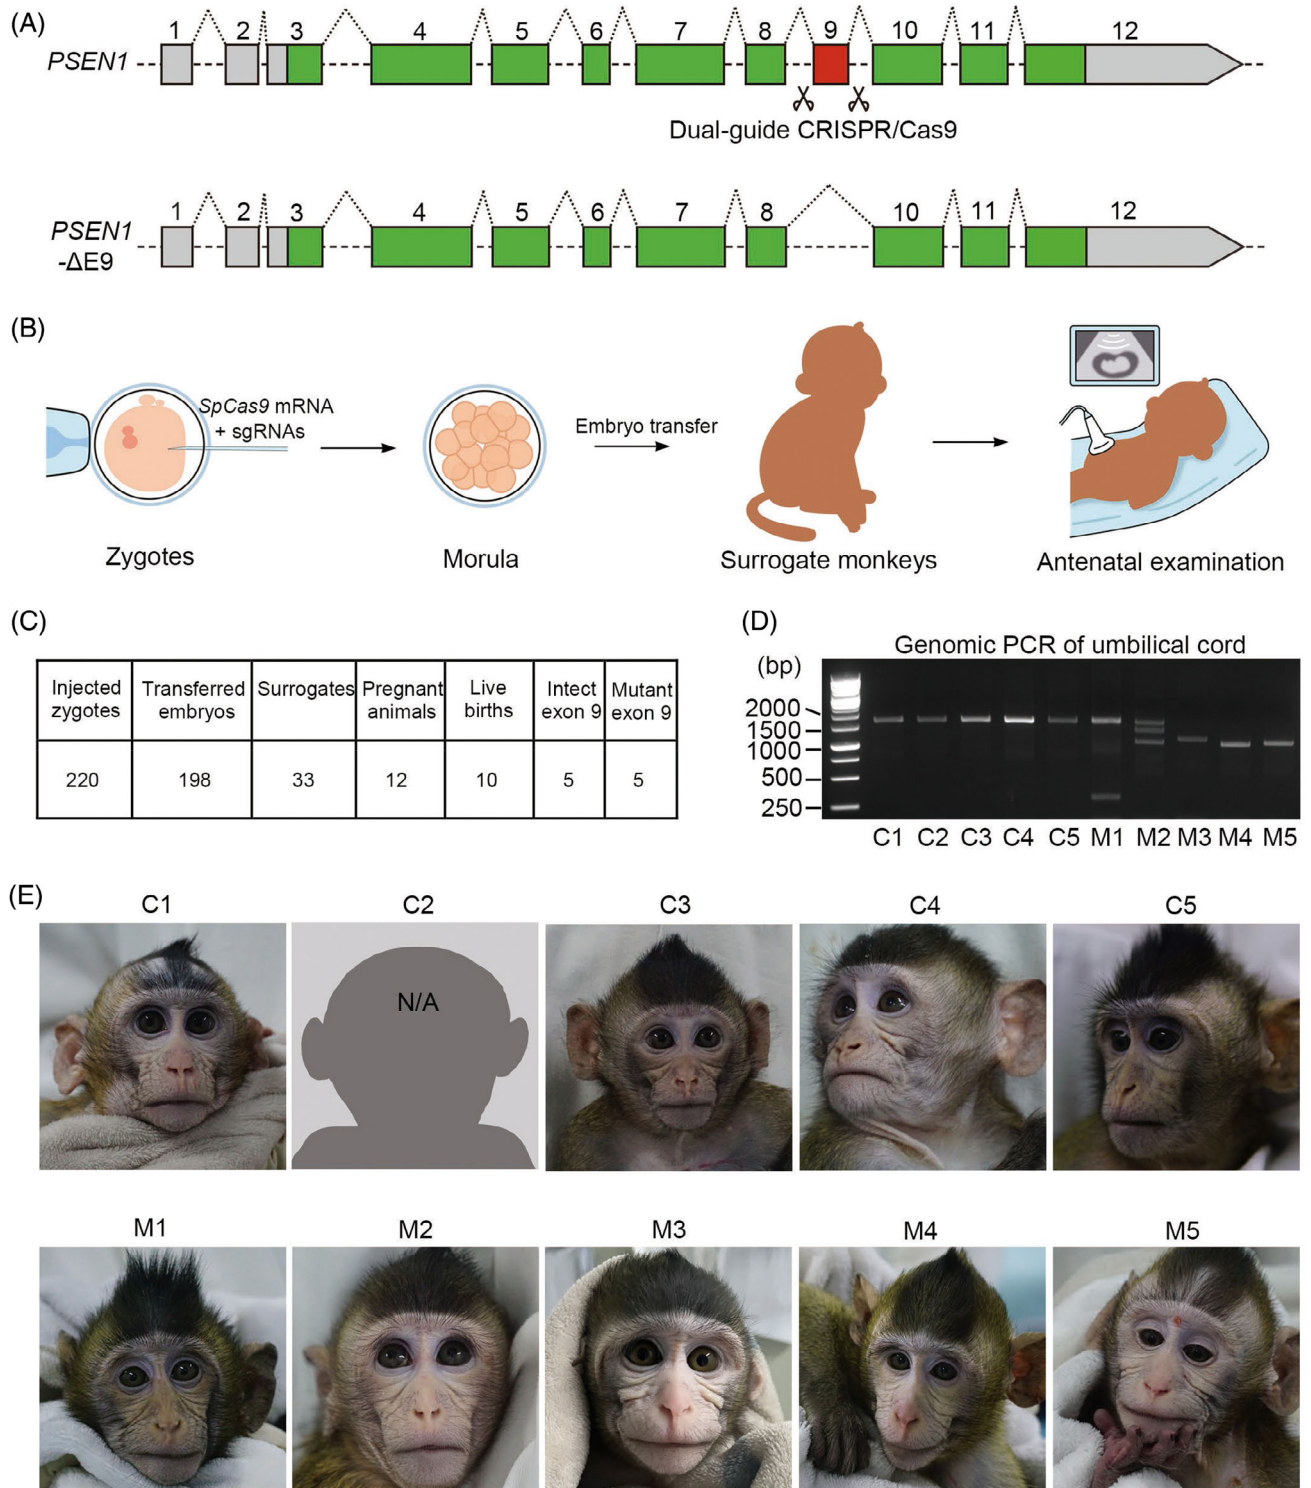 (A)
1 2 3 4 5 6 7 8 9 10 11 12
PSEN1
Dual-guide CRISPR/Cas9
1 2 3 4 5 6 7 8 10 11 12
PSEN1
-ΔE9
(B)
SpCas9 mRNA
+ sgRNAs
Embryo transfer
Zygotes
Morula
Surrogate monkeys
Antenatal examination
(C)
Injected zygotes
Transferred embryos
Surrogates
Pregnant animals
Live births
Intect exon 9
Mutant exon 9
220 198 33 12 10 5 5
(D)
Genomic PCR of umbilical cord
(bp)
2000
1500
1000
500
250
C1 C2 C3 C4 C5 M1 M2 M3 M4 M5
(E)
C1 C2 C3 C4 C5
N/A
M1 M2 M3 M4 M5